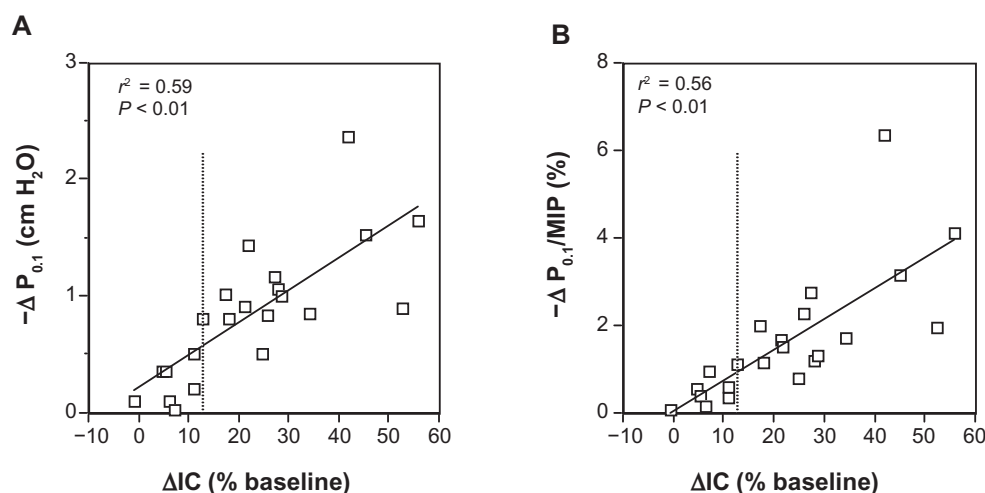 A
r² = 0.59
P < 0.01
3
2
1
0
−Δ P0.1 (cm H2O)
−10 0 10 20 30 40 50 60
ΔIC (% baseline)
B
r² = 0.56
P < 0.01
8
6
4
2
0
−Δ P0.1/MIP (%)
−10 0 10 20 30 40 50 60
ΔIC (% baseline)